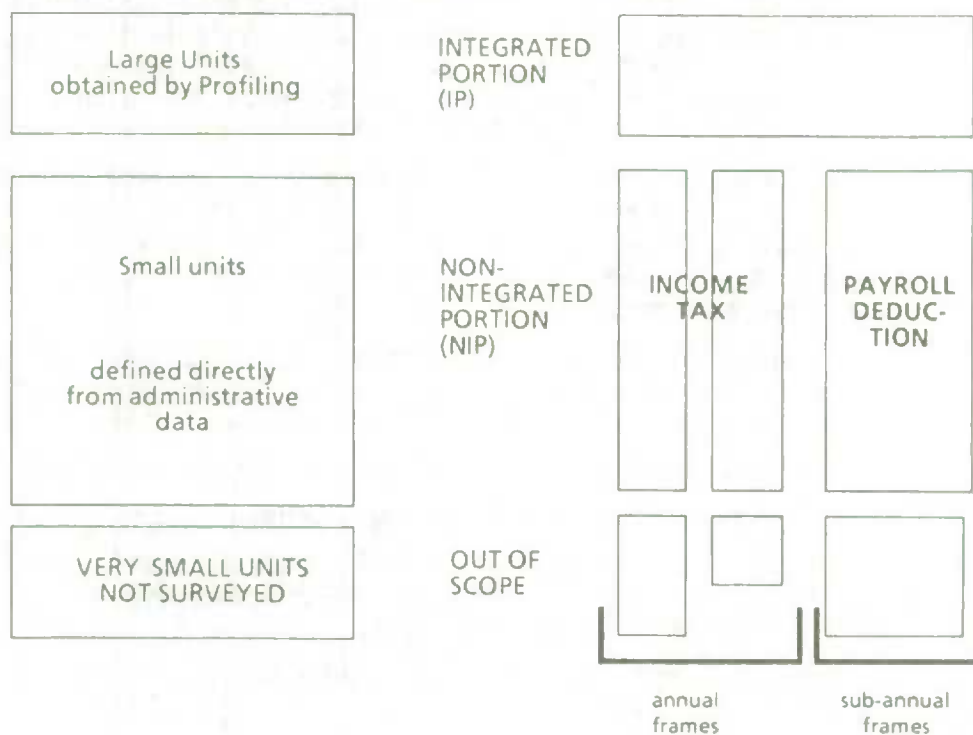 Large Units
obtained by Profiling
INTEGRATED
PORTION
(IP)
Small units
defined directly
from administrative
data
NON-
INTEGRATED
PORTION
(NIP)
INCOME
TAX
PAYROLL
DEDUC-
TION
VERY SMALL UNITS
NOT SURVEYED
OUT OF
SCOPE
annual
frames
sub-annual
frames